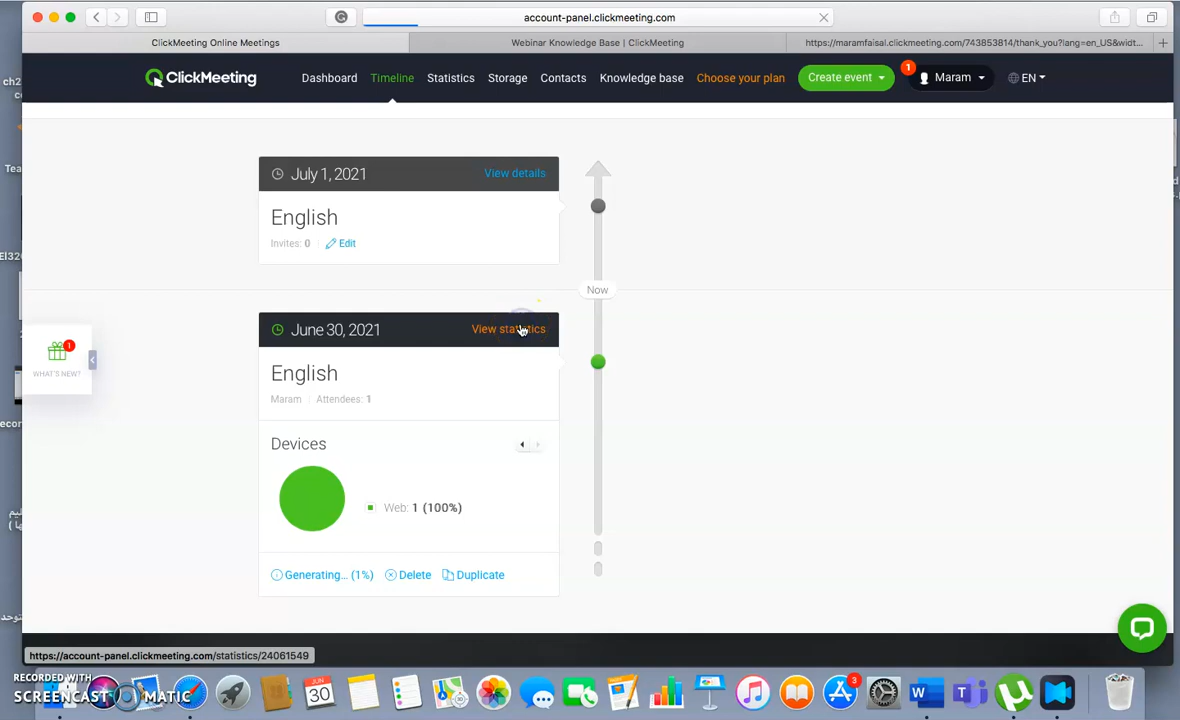 account-panel.clickmeeting.com
ClickMeeting Online Meetings
Webinar Knowledge Base | ClickMeeting
https://maramfaisal.clickmeeting.com/743853814/thank_you?lang=en_US&widt...
ClickMeeting
Dashboard
Timeline
Statistics
Storage
Contacts
Knowledge base
Choose your plan
Create event
1
Maram
EN
ch2
Tea
El32
July 1, 2021
View details
English
Invites: 0
Edit
Now
June 30, 2021
View statistics
English
Maram
Attendees: 1
1
WHAT'S NEW?
Devices
Web: 1 (100%)
Generating... (1%)
Delete
Duplicate
https://account-panel.clickmeeting.com/statistics/24061549
RECORDED WITH
SCREENCAST MATIC
JUN
30
3